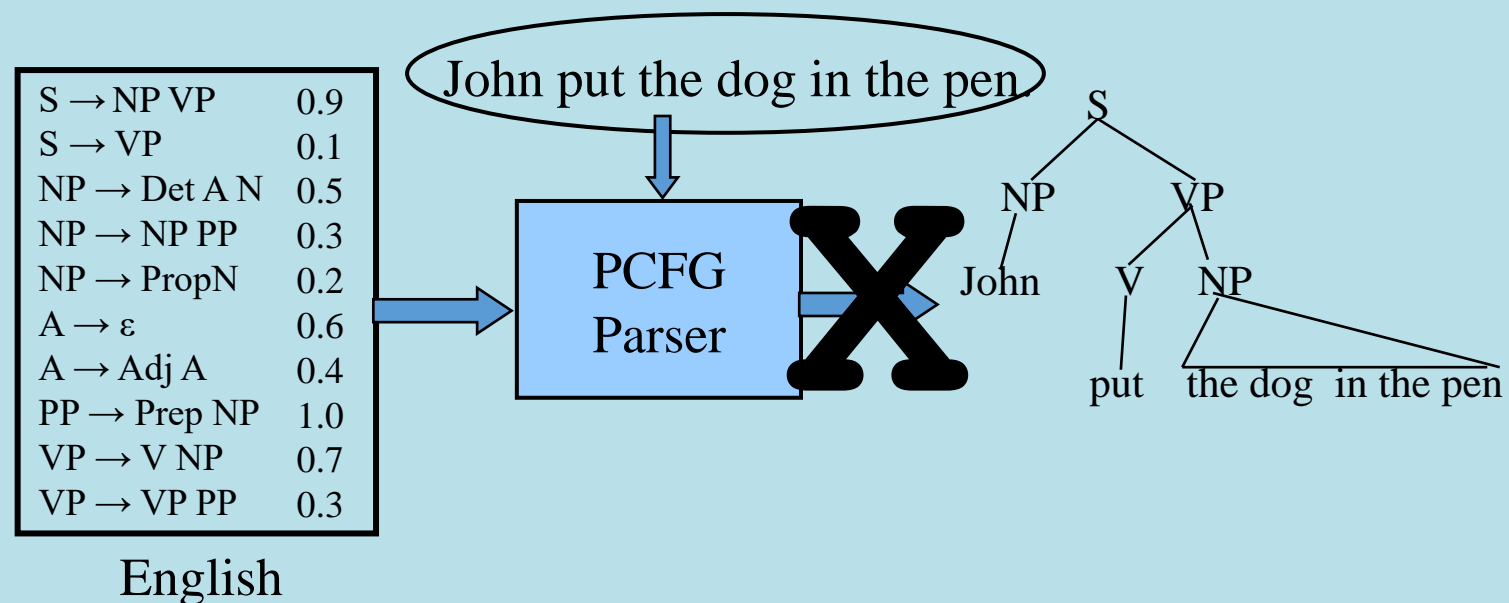 John put the dog in the pen.
S → NP VP 0.9
S → VP 0.1
NP → Det A N 0.5
NP → NP PP 0.3
NP → PropN 0.2
A → ε 0.6
A → Adj A 0.4
PP → Prep NP 1.0
VP → V NP 0.7
VP → VP PP 0.3
English
PCFG
Parser
X
S
NP VP
John V NP
put the dog in the pen